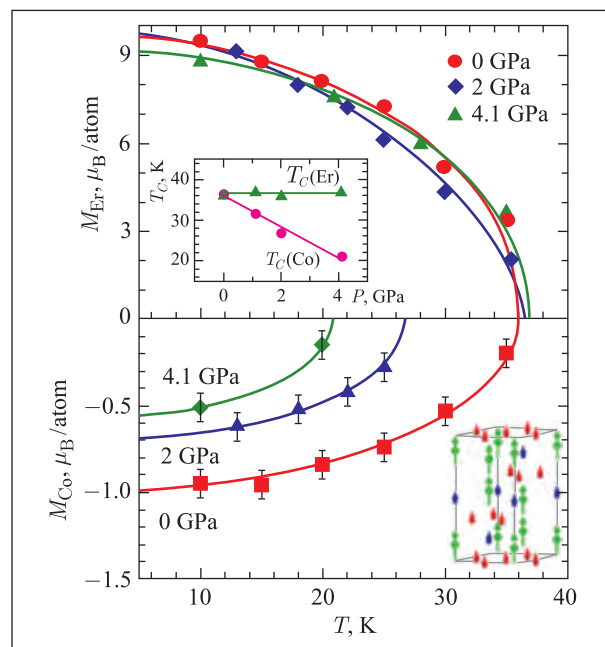 9
6
3
0
M_Er, μ_B/atom
0 GPa
2 GPa
4.1 GPa
T_C, K
40
30
20
T_C(Er)
T_C(Co)
0
2
4
P, GPa
−0.5
−1.0
−1.5
M_Co, μ_B/atom
4.1 GPa
2 GPa
0 GPa
10
20
30
40
T, K